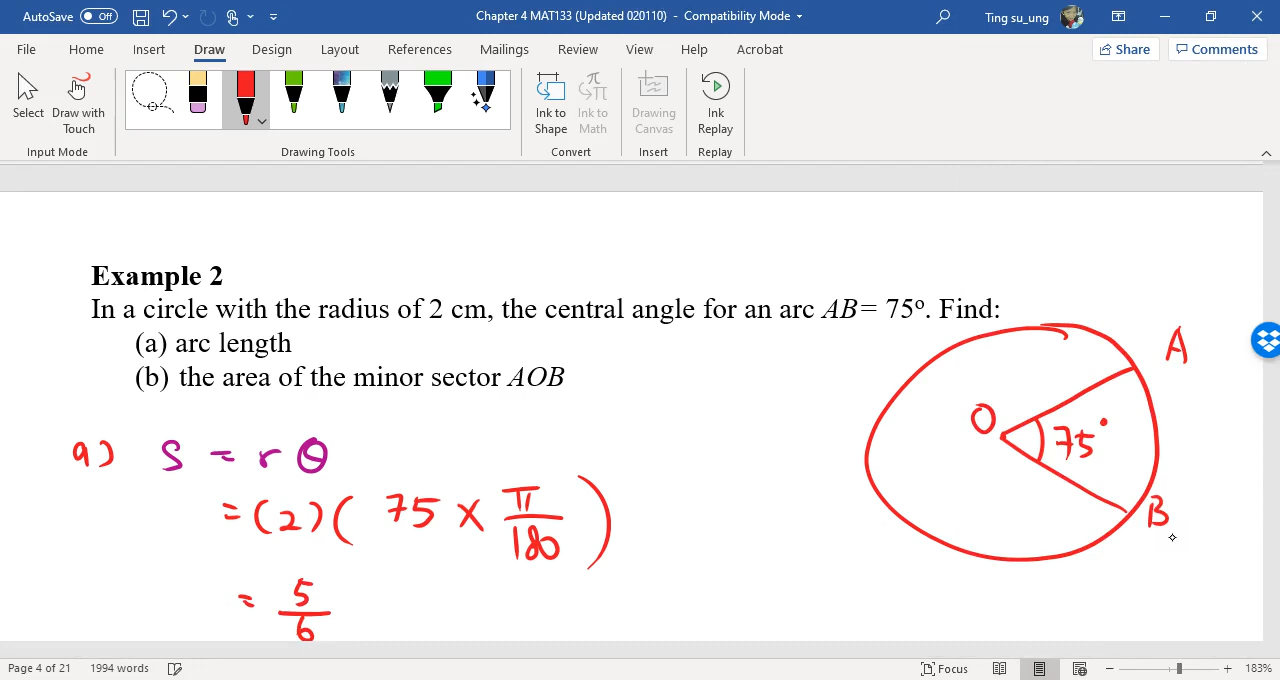 AutoSave Off Chapter 4 MAT133 (Updated 020110) - Compatibility Mode Ting su_ung
File Home Insert Draw Design Layout References Mailings Review View Help Acrobat Share Comments
Select Draw with Touch Ink to Shape Ink to Math Drawing Canvas Ink Replay
Input Mode Drawing Tools Convert Insert Replay
Example 2
In a circle with the radius of 2 cm, the central angle for an arc AB= 75º. Find:
(a) arc length
(b) the area of the minor sector AOB
A
O 75°
B
a) S = r θ
= (2) ( 75 × π/180 )
= 5/6
Page 4 of 21 1994 words Focus 183%